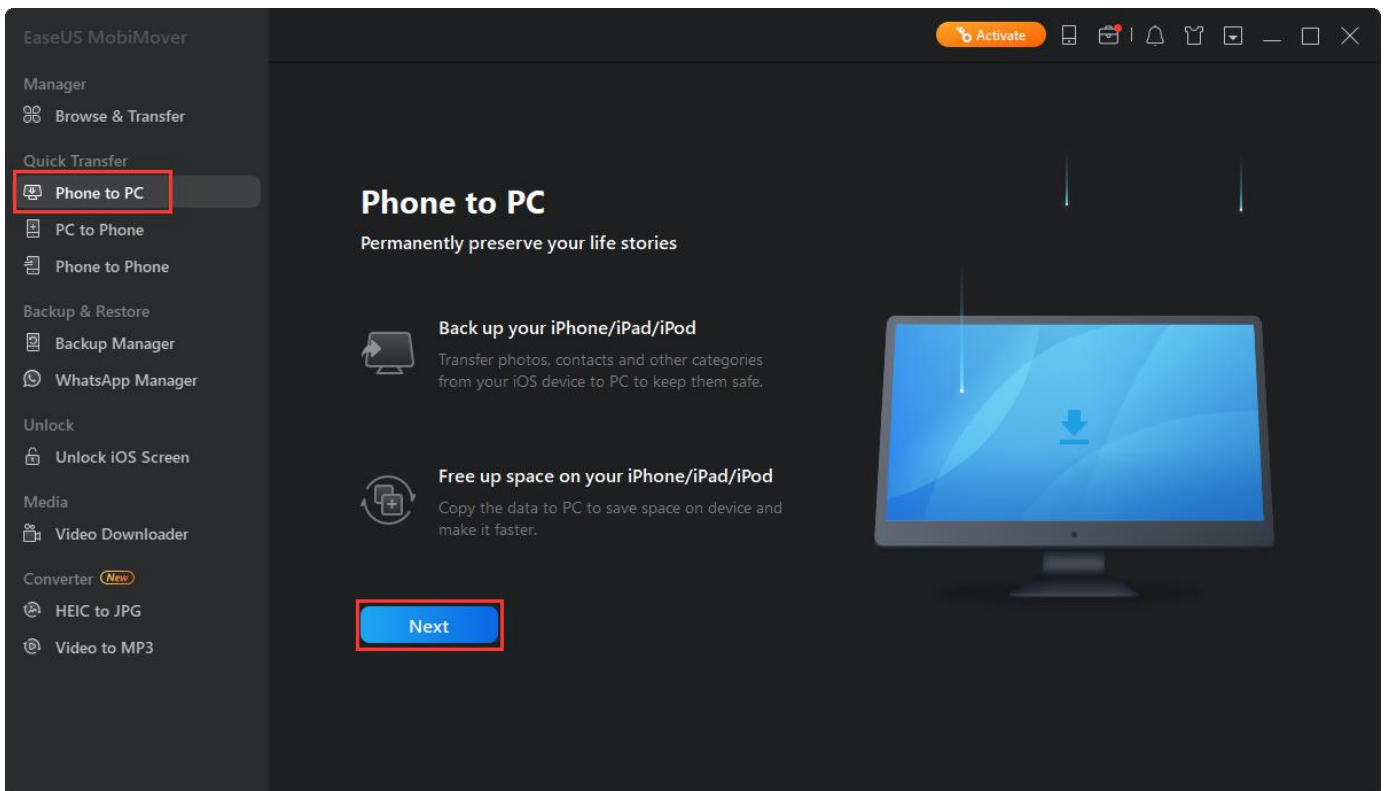 EaseUS MobiMover
Activate
Manager
Browse & Transfer
Quick Transfer
Phone to PC
PC to Phone
Phone to Phone
Backup & Restore
Backup Manager
WhatsApp Manager
Unlock
Unlock iOS Screen
Media
Video Downloader
Converter New
HEIC to JPG
Video to MP3
Phone to PC
Permanently preserve your life stories
Back up your iPhone/iPad/iPod
Transfer photos, contacts and other categories
from your iOS device to PC to keep them safe.
Free up space on your iPhone/iPad/iPod
Copy the data to PC to save space on device and
make it faster.
Next